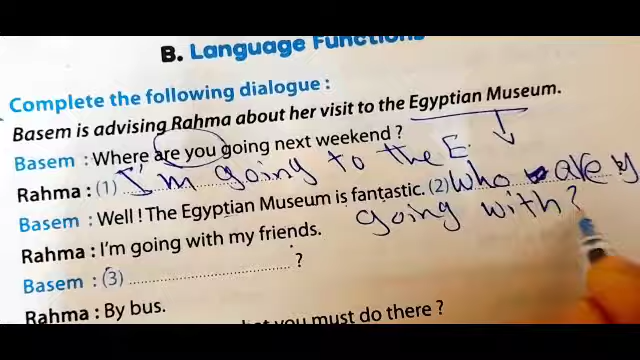 B. Language Functions
Complete the following dialogue :
Basem is advising Rahma about her visit to the Egyptian Museum.
Basem : Where are you going next weekend ?
Rahma : (1) I'm going to the E.
Basem : Well ! The Egyptian Museum is fantastic. (2) who are y
going with?
Rahma : I'm going with my friends.
Basem : (3) ............................ ?
Rahma : By bus.
you must do there ?